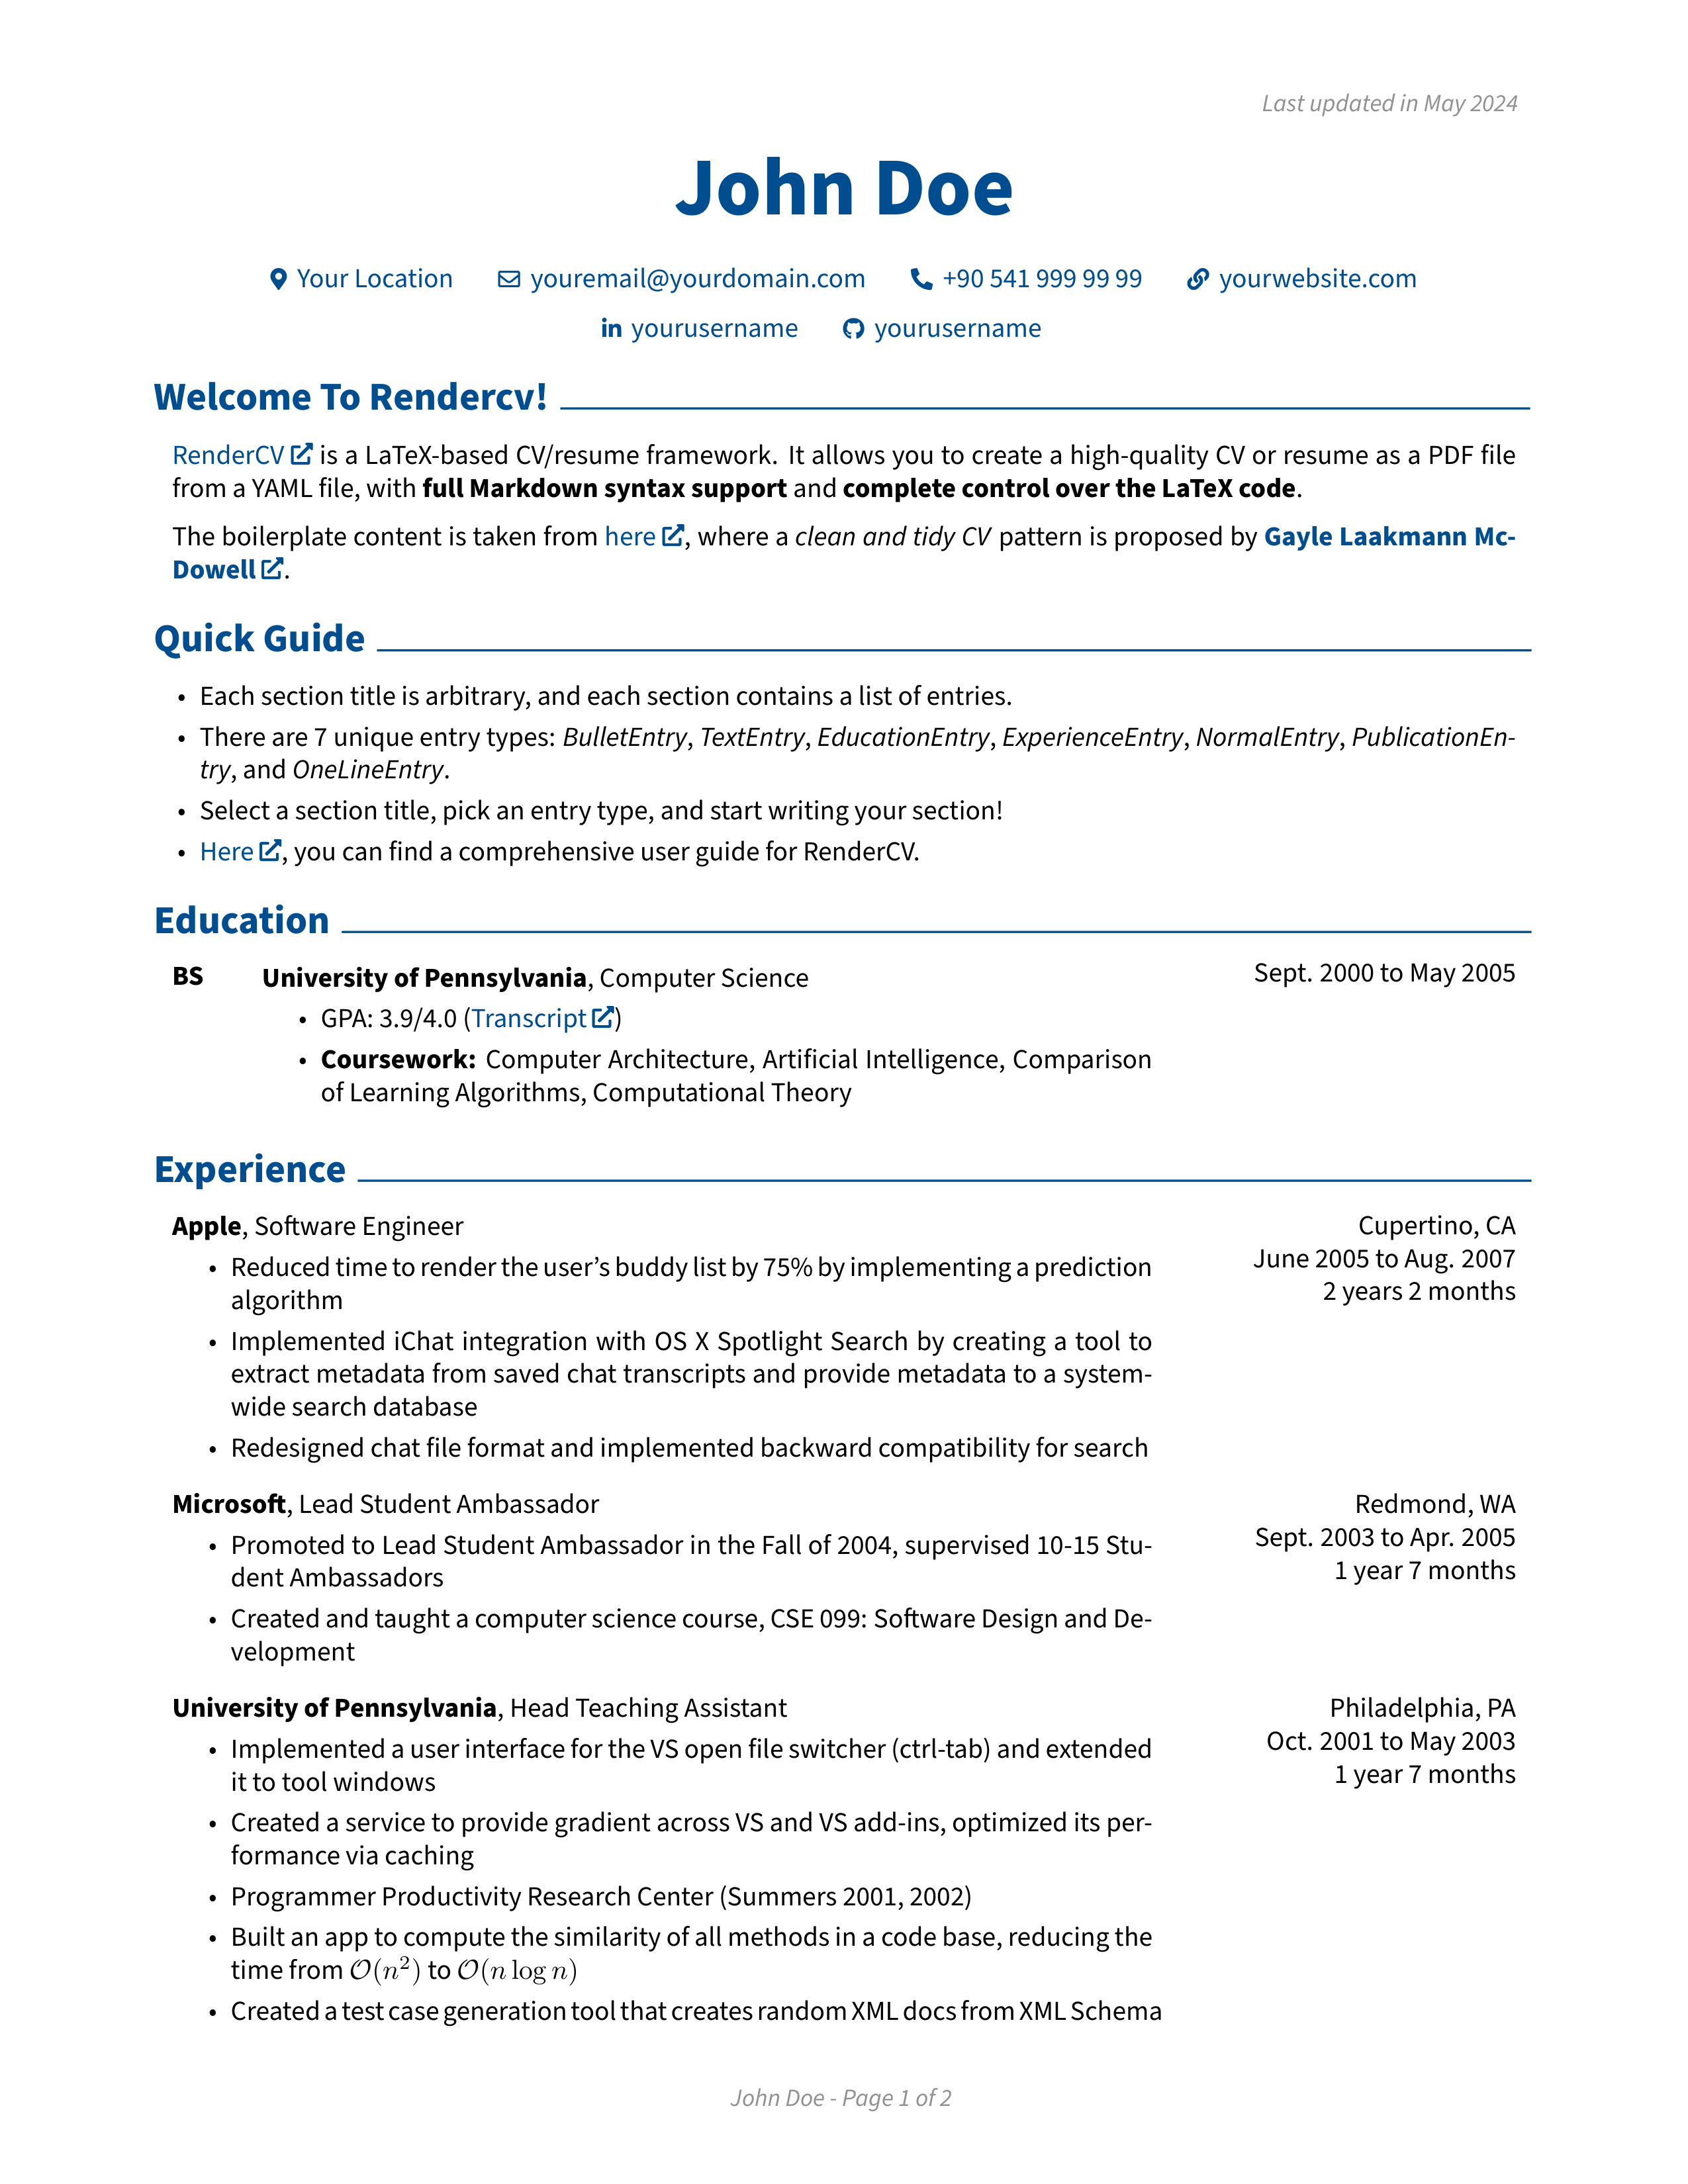 Last updated in May 2024
John Doe
Your Location youremail@yourdomain.com +90 541 999 99 99 yourwebsite.com
yourusername yourusername
Welcome To Rendercv!
RenderCV is a LaTeX-based CV/resume framework. It allows you to create a high-quality CV or resume as a PDF file
from a YAML file, with full Markdown syntax support and complete control over the LaTeX code.
The boilerplate content is taken from here, where a clean and tidy CV pattern is proposed by Gayle Laakmann Mc-
Dowell.
Quick Guide
• Each section title is arbitrary, and each section contains a list of entries.
• There are 7 unique entry types: BulletEntry, TextEntry, EducationEntry, ExperienceEntry, NormalEntry, PublicationEn-
try, and OneLineEntry.
• Select a section title, pick an entry type, and start writing your section!
• Here, you can find a comprehensive user guide for RenderCV.
Education
BS University of Pennsylvania, Computer Science Sept. 2000 to May 2005
• GPA: 3.9/4.0 (Transcript)
• Coursework: Computer Architecture, Artificial Intelligence, Comparison
of Learning Algorithms, Computational Theory
Experience
Apple, Software Engineer Cupertino, CA
June 2005 to Aug. 2007
2 years 2 months
• Reduced time to render the user’s buddy list by 75% by implementing a prediction
algorithm
• Implemented iChat integration with OS X Spotlight Search by creating a tool to
extract metadata from saved chat transcripts and provide metadata to a system-
wide search database
• Redesigned chat file format and implemented backward compatibility for search
Microsoft, Lead Student Ambassador Redmond, WA
Sept. 2003 to Apr. 2005
1 year 7 months
• Promoted to Lead Student Ambassador in the Fall of 2004, supervised 10-15 Stu-
dent Ambassadors
• Created and taught a computer science course, CSE 099: Software Design and De-
velopment
University of Pennsylvania, Head Teaching Assistant Philadelphia, PA
Oct. 2001 to May 2003
1 year 7 months
• Implemented a user interface for the VS open file switcher (ctrl-tab) and extended
it to tool windows
• Created a service to provide gradient across VS and VS add-ins, optimized its per-
formance via caching
• Programmer Productivity Research Center (Summers 2001, 2002)
• Built an app to compute the similarity of all methods in a code base, reducing the
time from 𝒪(n²) to 𝒪(n log n)
• Created a test case generation tool that creates random XML docs from XML Schema
John Doe - Page 1 of 2